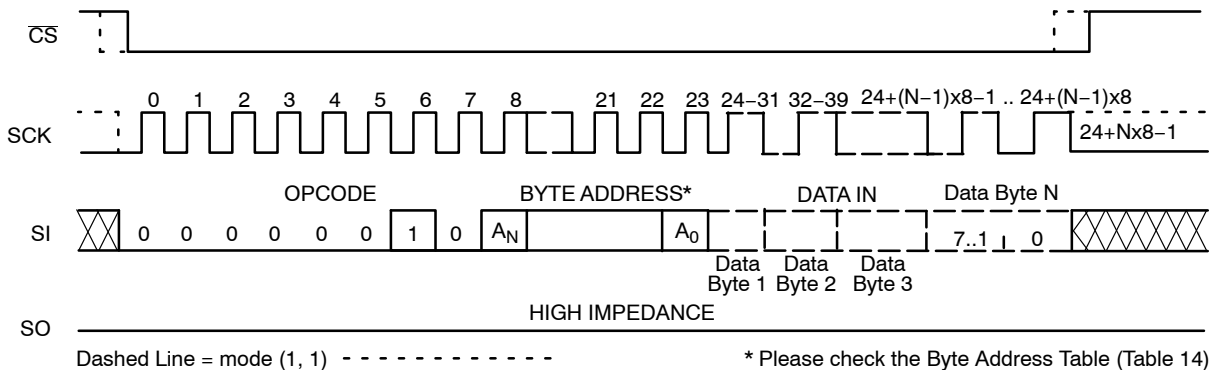 CS
0 1 2 3 4 5 6 7 8 21 22 23 24−31 32−39 24+(N−1)x8−1 .. 24+(N−1)x8
SCK
24+Nx8−1
OPCODE BYTE ADDRESS* DATA IN Data Byte N
SI
0 0 0 0 0 0 1 0 AN A0 7..1 0
Data Byte 1
Data Byte 2
Data Byte 3
HIGH IMPEDANCE
SO
Dashed Line = mode (1, 1) - - - - - - - - - - - -
* Please check the Byte Address Table (Table 14)